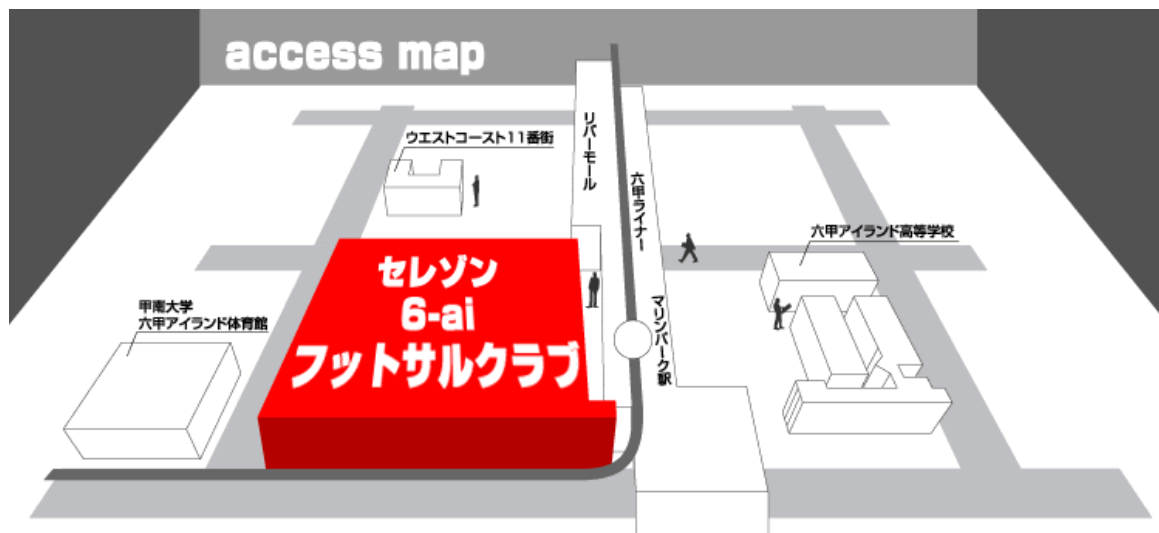 access map
ウエストコースト11番街
リバーモール
六甲ライナー
六甲アイランド高等学校
セレゾン
6-ai
フットサルクラブ
甲南大学
六甲アイランド体育館
マリンパーク駅